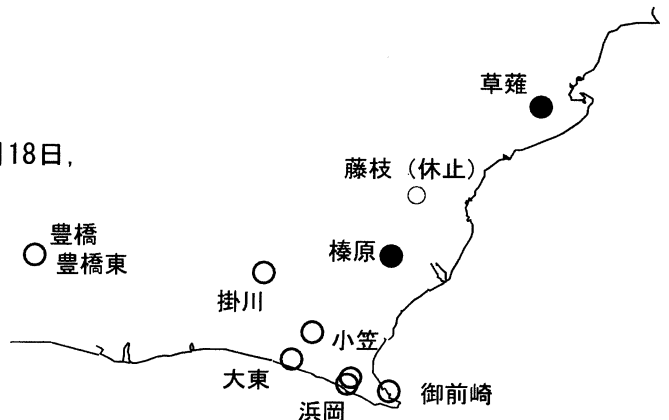 草薙
月18日,
藤枝（休止）
豊橋
豊橋東
榛原
掛川
小笠
大東
御前崎
浜岡